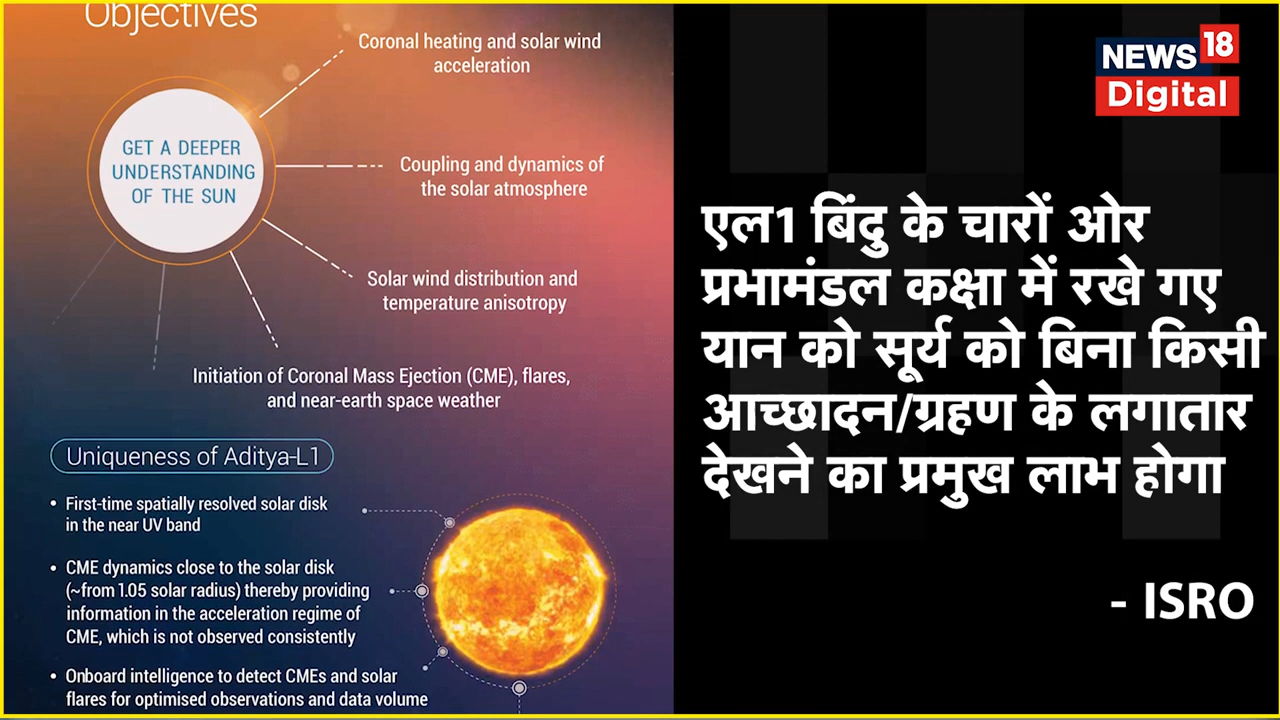 Objectives
Coronal heating and solar wind
acceleration
GET A DEEPER
UNDERSTANDING
OF THE SUN
Coupling and dynamics of
the solar atmosphere
Solar wind distribution and
temperature anisotropy
Initiation of Coronal Mass Ejection (CME), flares,
and near-earth space weather
Uniqueness of Aditya-L1
• First-time spatially resolved solar disk
in the near UV band
• CME dynamics close to the solar disk
(~from 1.05 solar radius) thereby providing
information in the acceleration regime of
CME, which is not observed consistently
• Onboard intelligence to detect CMEs and solar
flares for optimised observations and data volume
NEWS 18
Digital
एल1 बिंदु के चारों ओर
प्रभामंडल कक्षा में रखे गए
यान को सूर्य को बिना किसी
आच्छादन/ग्रहण के लगातार
देखने का प्रमुख लाभ होगा
- ISRO